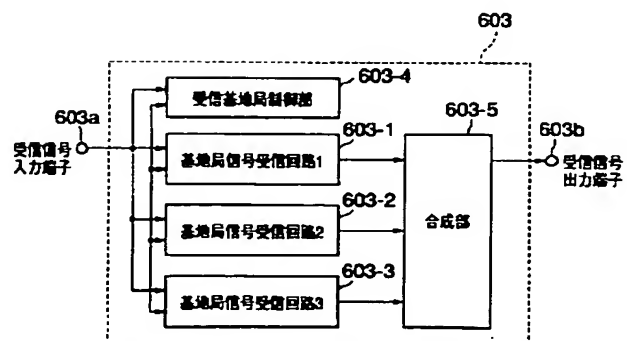 603
603-4
受信基地局制御部
603a
603-1
603-5
603b
受信信号
入力端子
基地局信号受信回路1
受信信号
出力端子
603-2
合成部
基地局信号受信回路2
603-3
基地局信号受信回路3